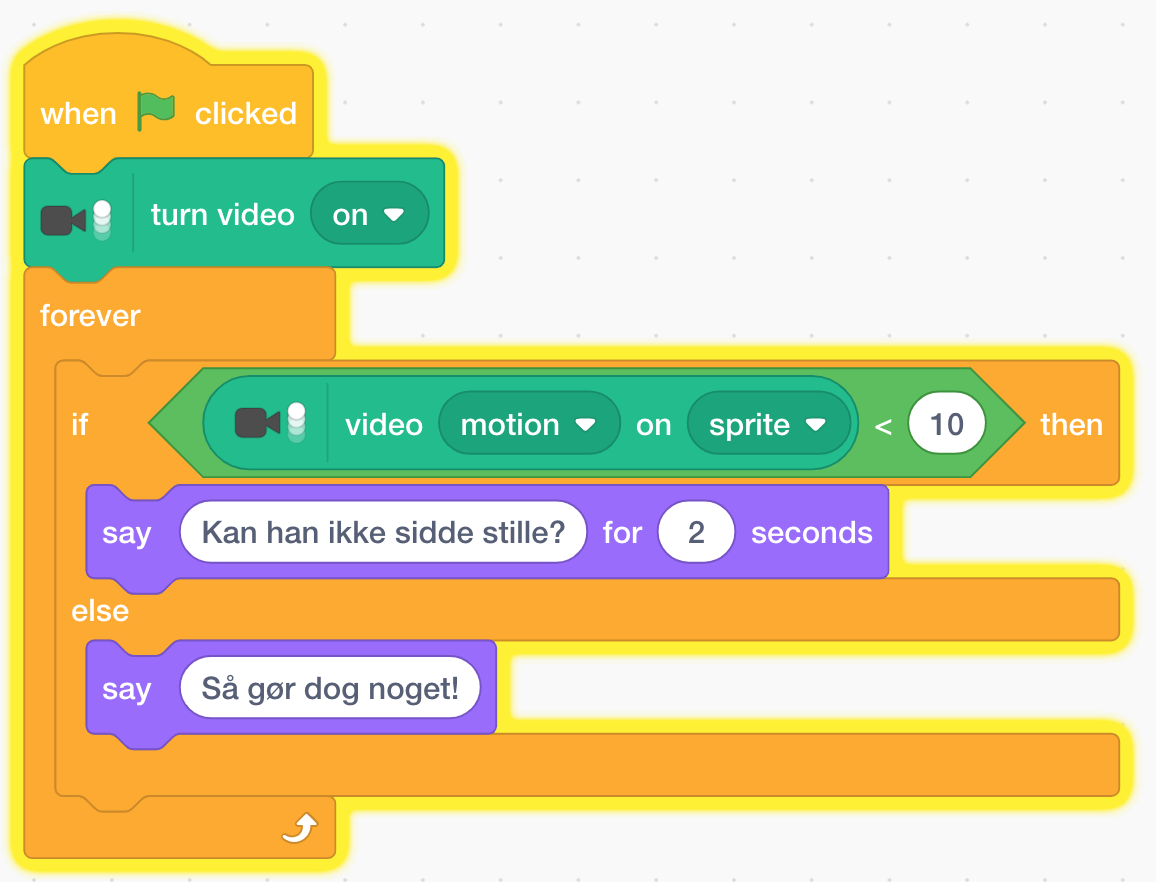 when clicked
turn video on
forever
if video motion on sprite < 10 then
say Kan han ikke sidde stille? for 2 seconds
else
say Så gør dog noget!